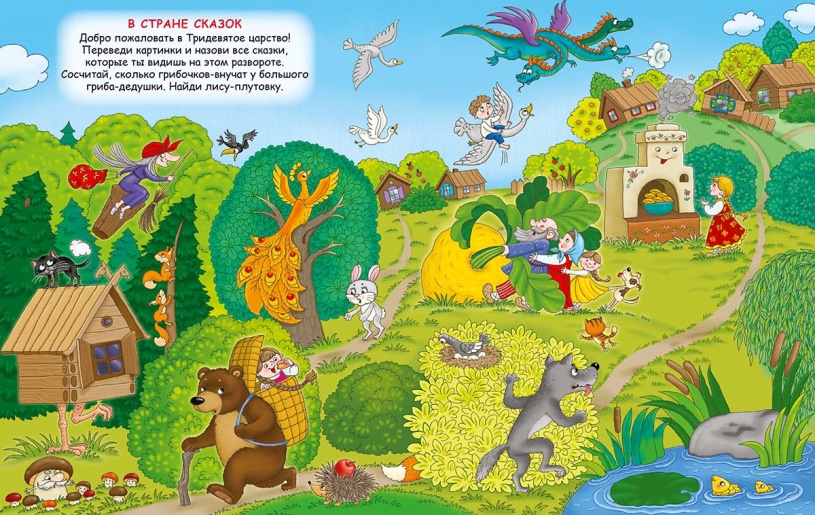 В СТРАНЕ СКАЗОК
Добро пожаловать в Тридевятое царство!
Переведи картинки и назови все сказки,
которые ты видишь на этом развороте.
Сосчитай, сколько грибочков-внучат у большого
гриба-дедушки. Найди лису-плутовку.